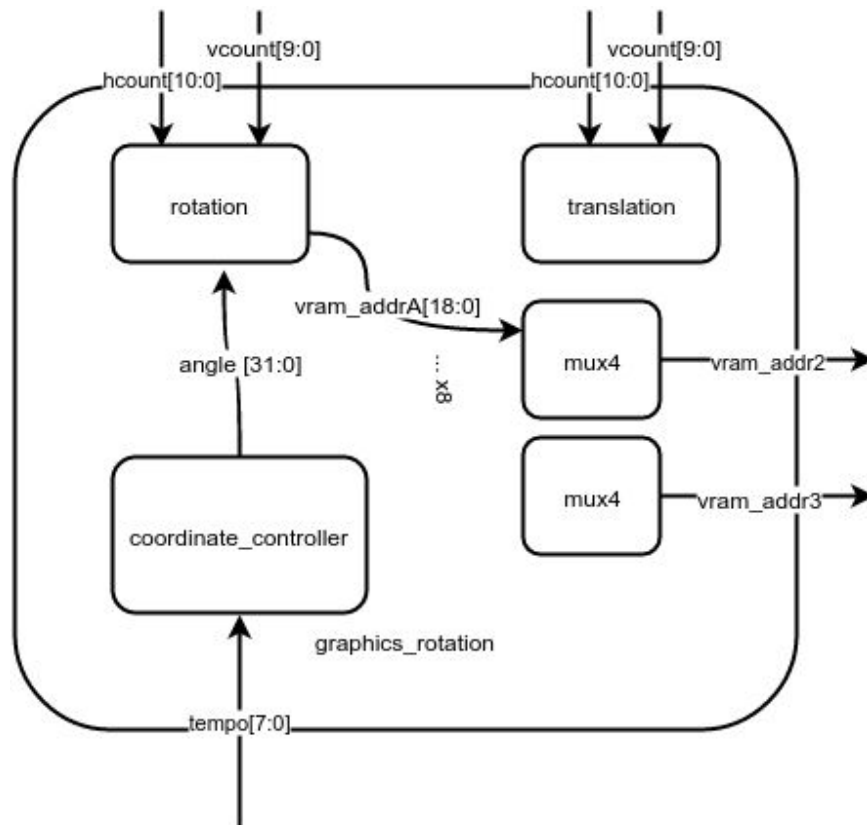 vcount[9:0]
vcount[9:0]
hcount[10:0]
hcount[10:0]
rotation
translation
vram_addrA[18:0]
angle [31:0]
... x8
mux4
vram_addr2
mux4
vram_addr3
coordinate_controller
graphics_rotation
tempo[7:0]